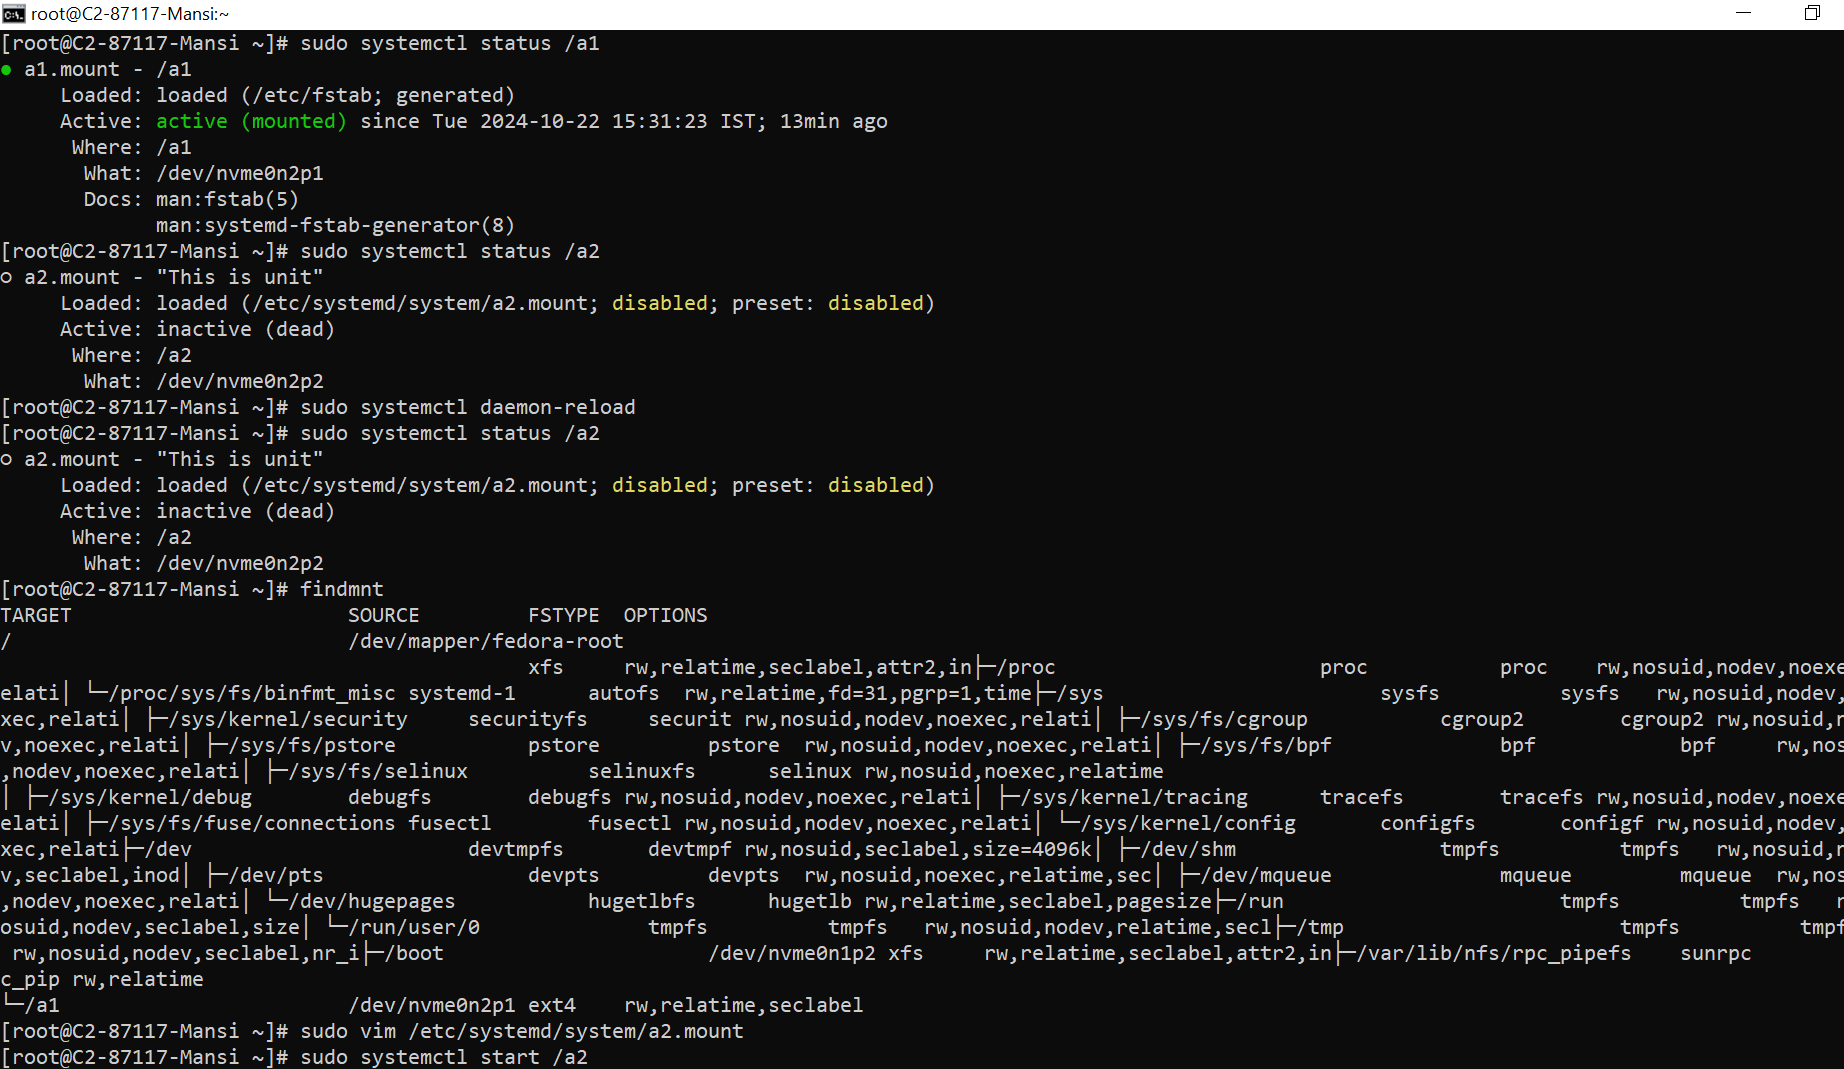 root@C2-87117-Mansi:~
[root@C2-87117-Mansi ~]# sudo systemctl status /a1
● a1.mount - /a1
     Loaded: loaded (/etc/fstab; generated)
     Active: active (mounted) since Tue 2024-10-22 15:31:23 IST; 13min ago
      Where: /a1
       What: /dev/nvme0n2p1
       Docs: man:fstab(5)
             man:systemd-fstab-generator(8)
[root@C2-87117-Mansi ~]# sudo systemctl status /a2
○ a2.mount - "This is unit"
     Loaded: loaded (/etc/systemd/system/a2.mount; disabled; preset: disabled)
     Active: inactive (dead)
      Where: /a2
       What: /dev/nvme0n2p2
[root@C2-87117-Mansi ~]# sudo systemctl daemon-reload
[root@C2-87117-Mansi ~]# sudo systemctl status /a2
○ a2.mount - "This is unit"
     Loaded: loaded (/etc/systemd/system/a2.mount; disabled; preset: disabled)
     Active: inactive (dead)
      Where: /a2
       What: /dev/nvme0n2p2
[root@C2-87117-Mansi ~]# findmnt
TARGET                       SOURCE         FSTYPE  OPTIONS
/                            /dev/mapper/fedora-root
                                            xfs     rw,relatime,seclabel,attr2,in├─/proc                      proc           proc    rw,nosuid,nodev,noexe
elati│ └─/proc/sys/fs/binfmt_misc systemd-1      autofs  rw,relatime,fd=31,pgrp=1,time├─/sys                       sysfs          sysfs   rw,nosuid,nodev,
xec,relati│ ├─/sys/kernel/security     securityfs     securit rw,nosuid,nodev,noexec,relati│ ├─/sys/fs/cgroup           cgroup2        cgroup2 rw,nosuid,n
v,noexec,relati│ ├─/sys/fs/pstore           pstore         pstore  rw,nosuid,nodev,noexec,relati│ ├─/sys/fs/bpf              bpf            bpf     rw,nos
,nodev,noexec,relati│ ├─/sys/fs/selinux          selinuxfs      selinux rw,nosuid,noexec,relatime
│ ├─/sys/kernel/debug        debugfs        debugfs rw,nosuid,nodev,noexec,relati│ ├─/sys/kernel/tracing      tracefs        tracefs rw,nosuid,nodev,noexe
elati│ ├─/sys/fs/fuse/connections fusectl        fusectl rw,nosuid,nodev,noexec,relati│ └─/sys/kernel/config       configfs       configf rw,nosuid,nodev,
xec,relati├─/dev                       devtmpfs       devtmpf rw,nosuid,seclabel,size=4096k│ ├─/dev/shm                 tmpfs          tmpfs   rw,nosuid,n
v,seclabel,inod│ ├─/dev/pts                 devpts         devpts  rw,nosuid,noexec,relatime,sec│ ├─/dev/mqueue              mqueue         mqueue  rw,nos
,nodev,noexec,relati│ └─/dev/hugepages           hugetlbfs      hugetlb rw,relatime,seclabel,pagesize├─/run                       tmpfs          tmpfs   r
osuid,nodev,seclabel,size│ └─/run/user/0              tmpfs          tmpfs   rw,nosuid,nodev,relatime,secl├─/tmp                       tmpfs          tmpf
 rw,nosuid,nodev,seclabel,nr_i├─/boot                      /dev/nvme0n1p2 xfs     rw,relatime,seclabel,attr2,in├─/var/lib/nfs/rpc_pipefs    sunrpc
c_pip rw,relatime
└─/a1                        /dev/nvme0n2p1 ext4    rw,relatime,seclabel
[root@C2-87117-Mansi ~]# sudo vim /etc/systemd/system/a2.mount
[root@C2-87117-Mansi ~]# sudo systemctl start /a2